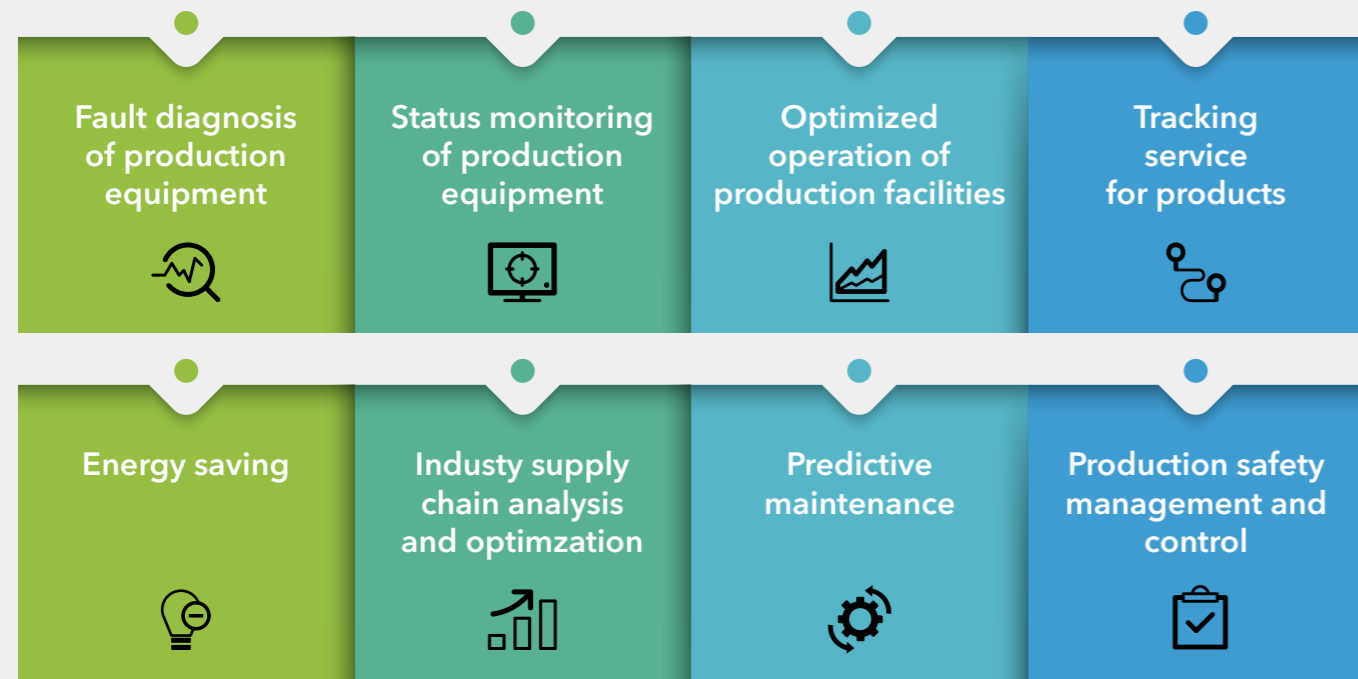 Fault diagnosis
of production
equipment
Status monitoring
of production
equipment
Optimized
operation of
production facilities
Tracking
service
for products
Energy saving
Industy supply
chain analysis
and optimzation
Predictive
maintenance
Production safety
management and
control